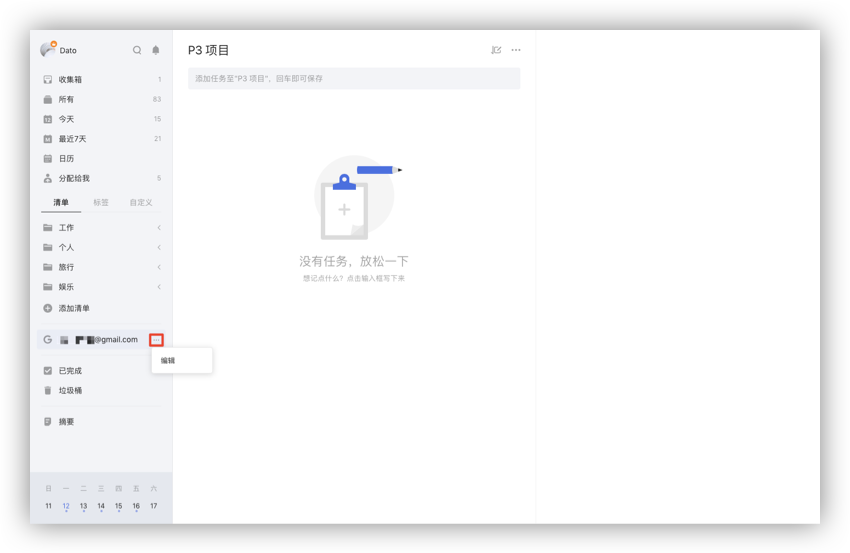 Dato
收集箱 1
所有 83
12 今天 15
最近7天 21
日历
分配给我 5
清单 标签 自定义
工作
个人
旅行
娱乐
添加清单
@gmail.com
编辑
已完成
垃圾桶
摘要
日 一 二 三 四 五 六
11 12 13 14 15 16 17
P3 项目
添加任务至"P3 项目"，回车即可保存
没有任务，放松一下
想记点什么？点击输入框写下来